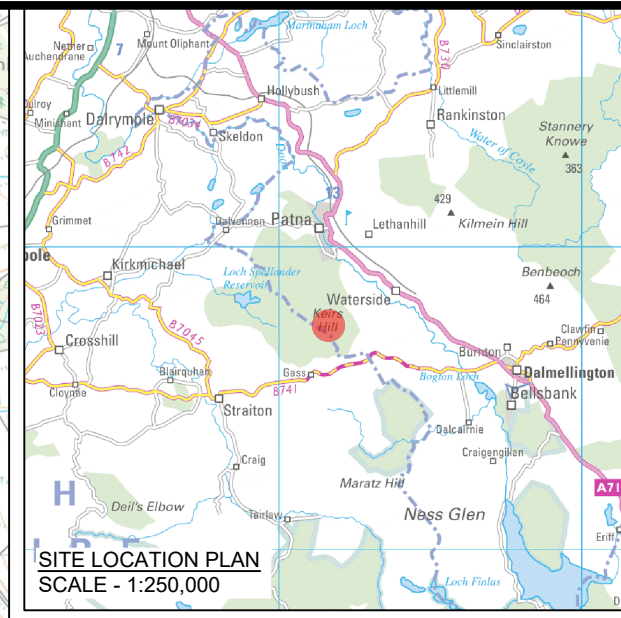 Nether
Auchendrane
7
Mount Oliphant
Martnaham Loch
B730
Sinclairston
Hollybush
Littlemill
Minishant
Dalrymple
B7034
Skeldon
Rankinston
Water of Coyle
Stannery
Knowe
363
B742
Doon
13
Grimmet
Dalvennan
Patna
Lethanhill
429
Kilmein Hill
Kirkmichael
Loch Spallander
Reservoir
Waterside
Benbeoch
464
Keirs
Hill
B7023
Crosshill
B7045
Clawfin
Pennyvenie
Burnton
Blairquhan
Gass
Bogton Loch
Dalmellington
Cloyntie
B741
Bellsbank
Straiton
Dalcairnie
Craig
Craigengillan
Maratz Hill
A71
H
Deil's Elbow
Tairlaw
Ness Glen
Eriff
SITE LOCATION PLAN
SCALE - 1:250,000
Loch Finlas